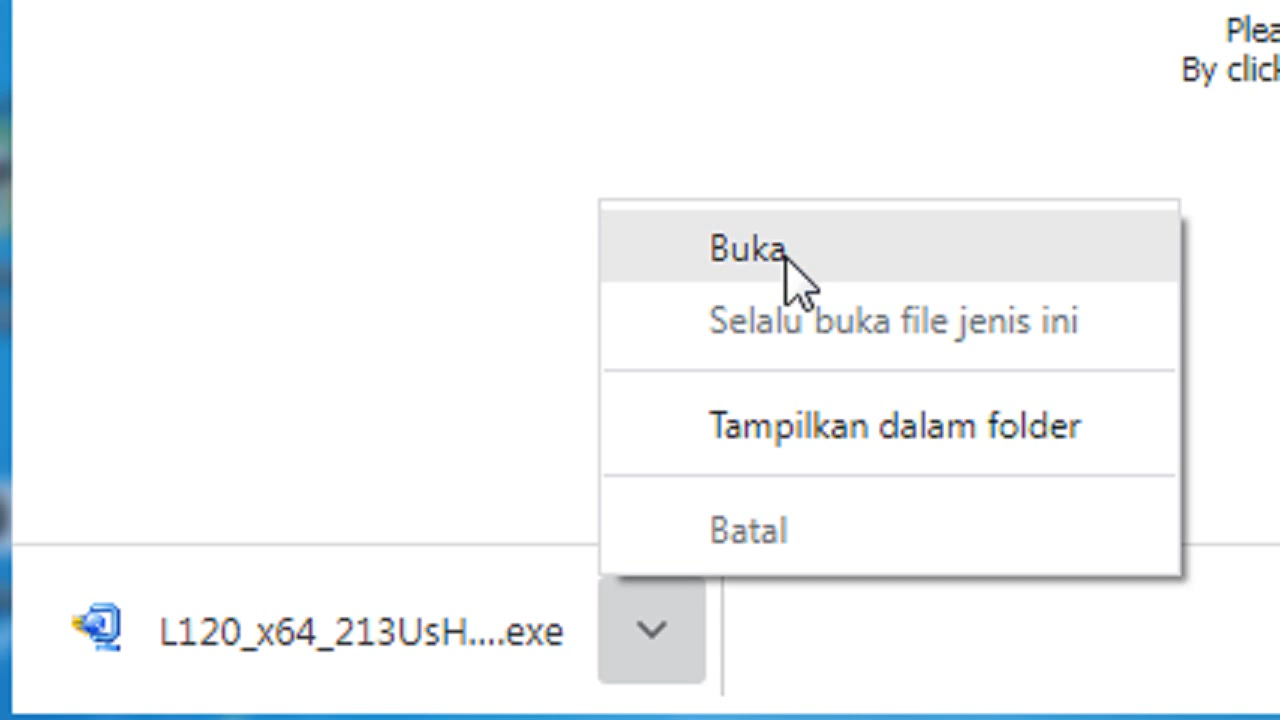 Plea
By click
Buka
Selalu buka file jenis ini
Tampilkan dalam folder
Batal
L120_x64_213UsH....exe